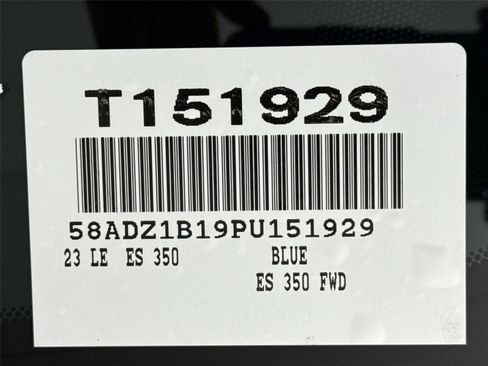 T151929
58ADZ1B19PU151929
23 LE ES 350 BLUE
ES 350 FWD